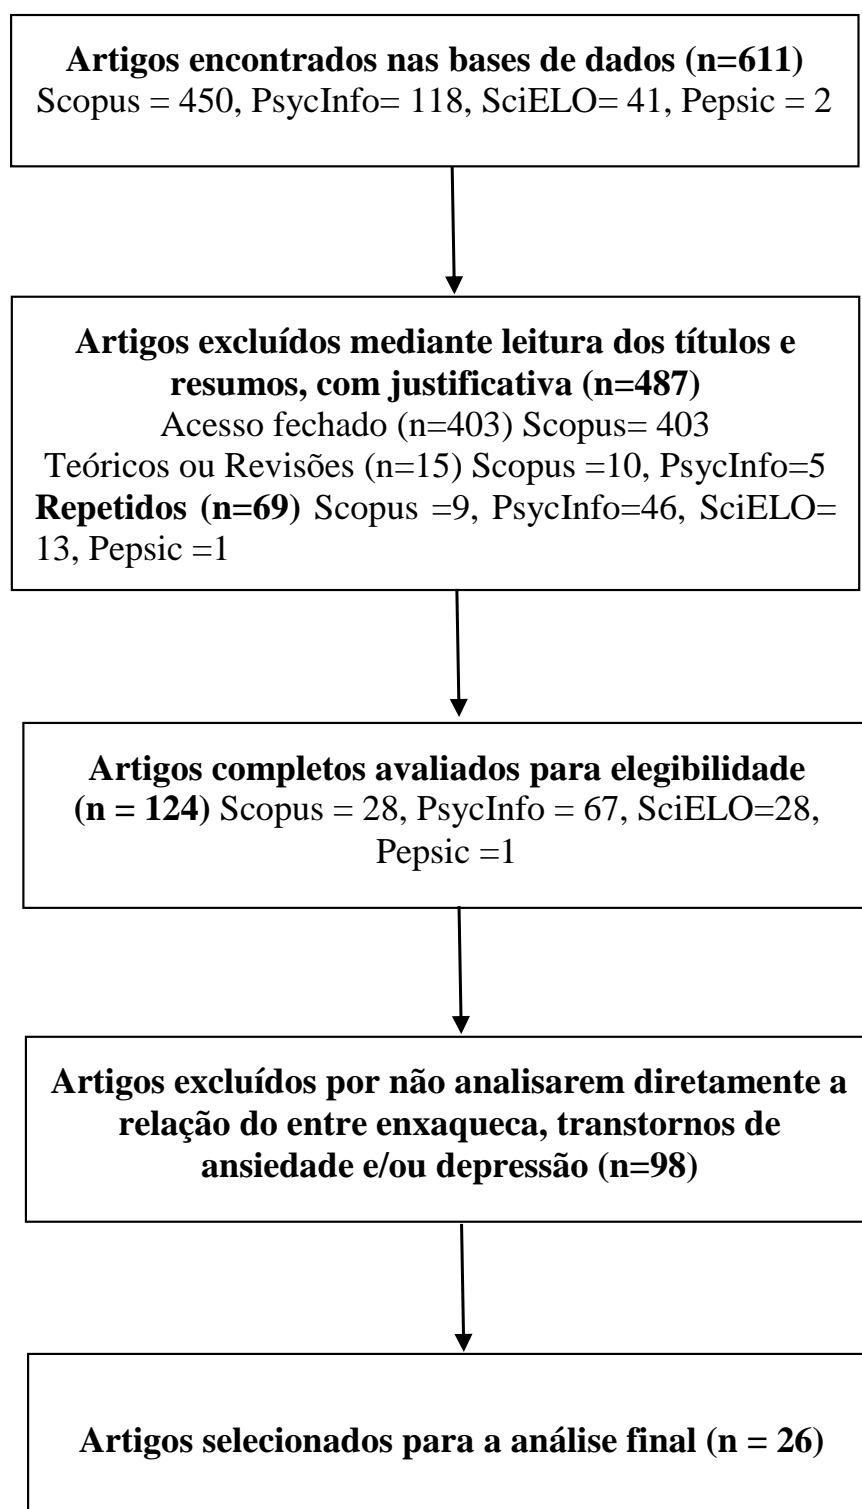 Artigos encontrados nas bases de dados (n=611)
Scopus = 450, PsycInfo= 118, SciELO= 41, Pepsic = 2
Artigos excluídos mediante leitura dos títulos e
resumos, com justificativa (n=487)
Acesso fechado (n=403) Scopus= 403
Teóricos ou Revisões (n=15) Scopus =10, PsycInfo=5
Repetidos (n=69) Scopus =9, PsycInfo=46, SciELO=
13, Pepsic =1
Artigos completos avaliados para elegibilidade
(n = 124) Scopus = 28, PsycInfo = 67, SciELO=28,
Pepsic =1
Artigos excluídos por não analisarem diretamente a
relação do entre enxaqueca, transtornos de
ansiedade e/ou depressão (n=98)
Artigos selecionados para a análise final (n = 26)